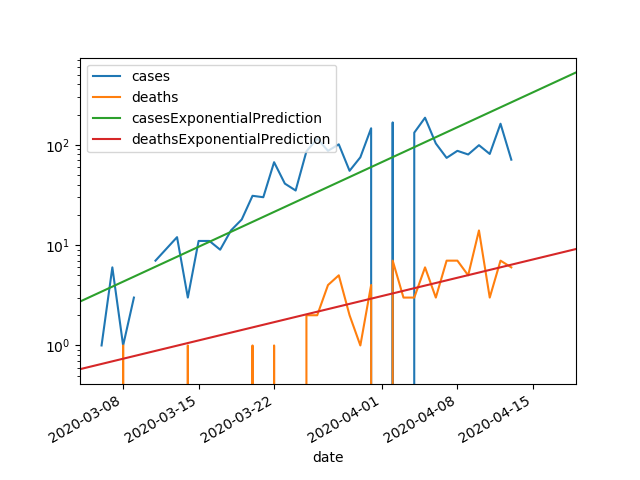 cases
deaths
casesExponentialPrediction
deathsExponentialPrediction
10²
10¹
10⁰
2020-03-08
2020-03-15
2020-03-22
2020-04-01
2020-04-08
2020-04-15
date